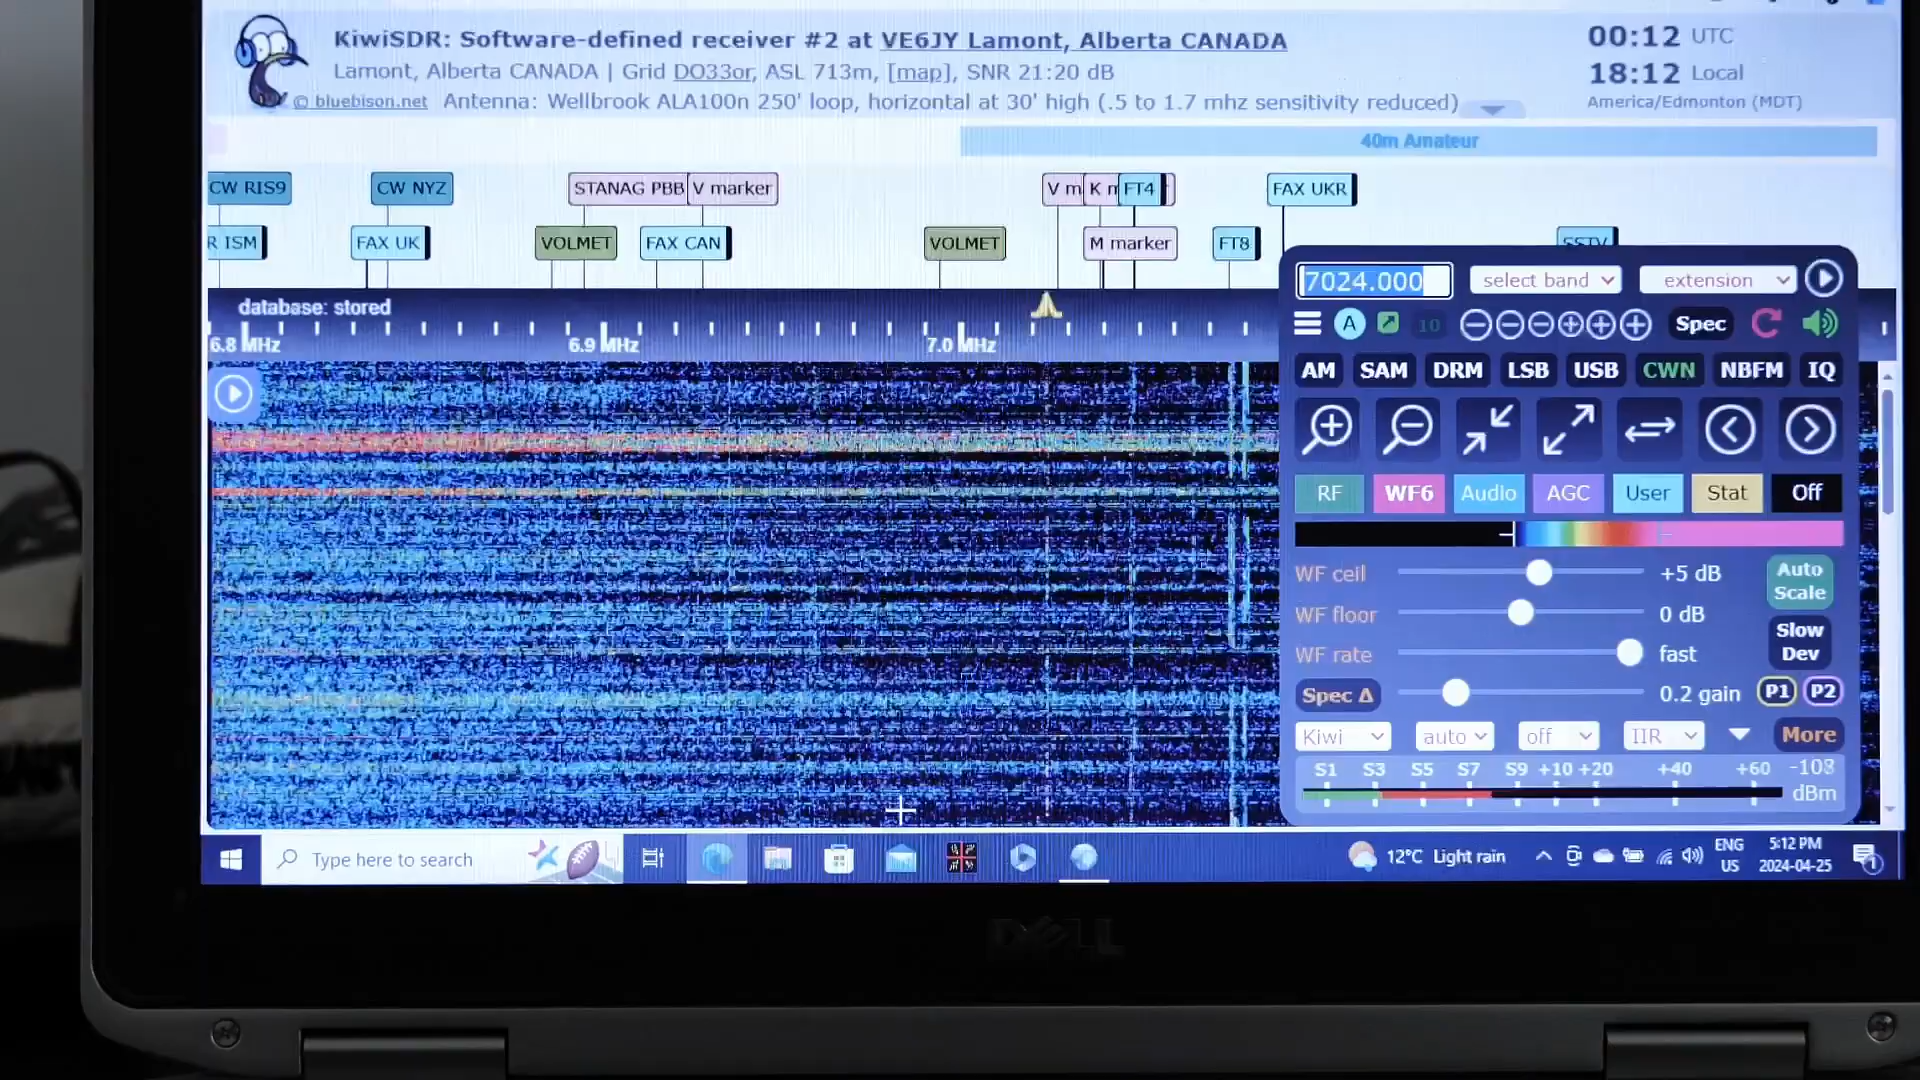 KiwiSDR: Software-defined receiver #2 at VE6JY Lamont, Alberta CANADA
Lamont, Alberta CANADA | Grid DO33or, ASL 713m, [map], SNR 21:20 dB
© bluebison.net Antenna: Wellbrook ALA100n 250' loop, horizontal at 30' high (.5 to 1.7 mhz sensitivity reduced)
00:12 UTC
18:12 Local
America/Edmonton (MDT)
40m Amateur
CW RIS9 CW NYZ STANAG PBB V marker V m K m FT4 FAX UKR
R ISM FAX UK VOLMET FAX CAN VOLMET M marker FT8 SSTV
database: stored
6.8 MHz 6.9 MHz 7.0 MHz
7024.000 select band extension
A 10 Spec
AM SAM DRM LSB USB CWN NBFM IQ
RF WF6 Audio AGC User Stat Off
WF ceil +5 dB Auto Scale
WF floor 0 dB
WF rate fast Slow Dev
Spec Δ 0.2 gain P1 P2
Kiwi auto off IIR More
S1 S3 S5 S7 S9 +10 +20 +40 +60 -108 dBm
Type here to search
12°C Light rain
ENG US
5:12 PM
2024-04-25
1
DELL